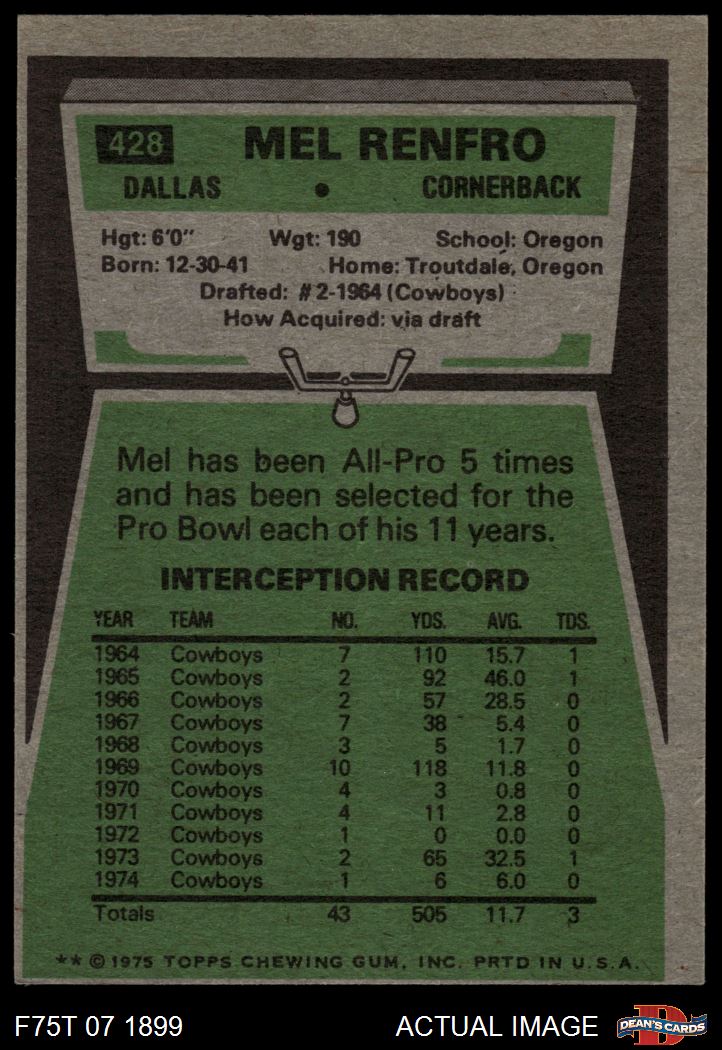 428 MEL RENFRO
DALLAS • CORNERBACK
Hgt: 6'0" Wgt: 190 School: Oregon
Born: 12-30-41 Home: Troutdale, Oregon
Drafted: #2-1964 (Cowboys)
How Acquired: via draft
Mel has been All-Pro 5 times
and has been selected for the
Pro Bowl each of his 11 years.
INTERCEPTION RECORD
YEAR TEAM NO. YDS. AVG. TDS.
1964 Cowboys 7 110 15.7 1
1965 Cowboys 2 92 46.0 1
1966 Cowboys 2 57 28.5 0
1967 Cowboys 7 38 5.4 0
1968 Cowboys 3 5 1.7 0
1969 Cowboys 10 118 11.8 0
1970 Cowboys 4 3 0.8 0
1971 Cowboys 4 11 2.8 0
1972 Cowboys 1 0 0.0 0
1973 Cowboys 2 65 32.5 1
1974 Cowboys 1 6 6.0 0
Totals 43 505 11.7 3
** © 1975 TOPPS CHEWING GUM, INC. PRTD IN U.S.A.
F75T 07 1899 ACTUAL IMAGE DEAN'S CARDS